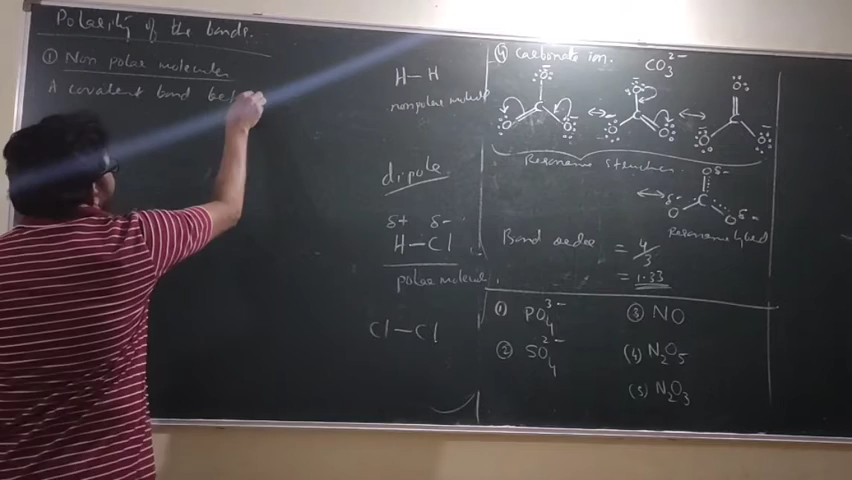 Polarity of the bonds.
① Non polar molecules
A covalent bond bet
H-H
nonpolar molecule
dipole
δ+ δ-
H-Cl
polar molecule
Cl-Cl
④ Carbonate ion. CO₃²⁻
Resonance structures
Resonance hybrid
Bond order = 4/3
= 1.33
① PO₄³⁻
② SO₄²⁻
③ NO
(4) N₂O₅
(5) N₂O₃